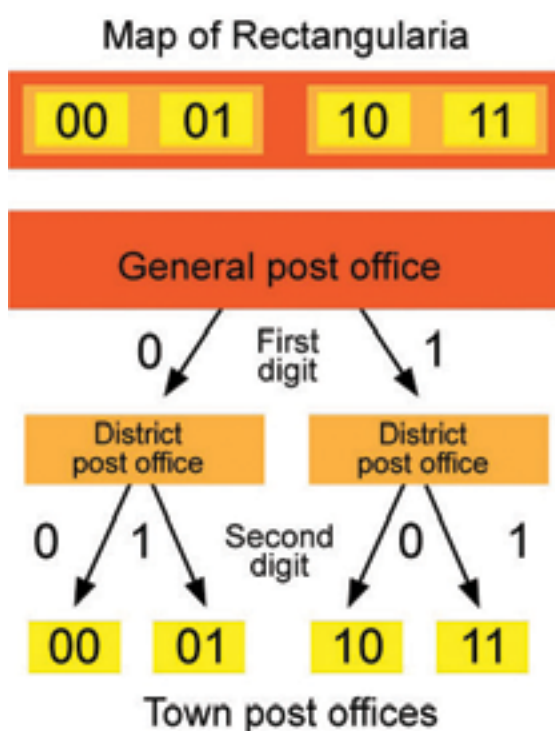 Map of Rectangularia
00 01 10 11
General post office
0 First digit 1
District post office District post office
0 1 Second digit 0 1
00 01 10 11
Town post offices